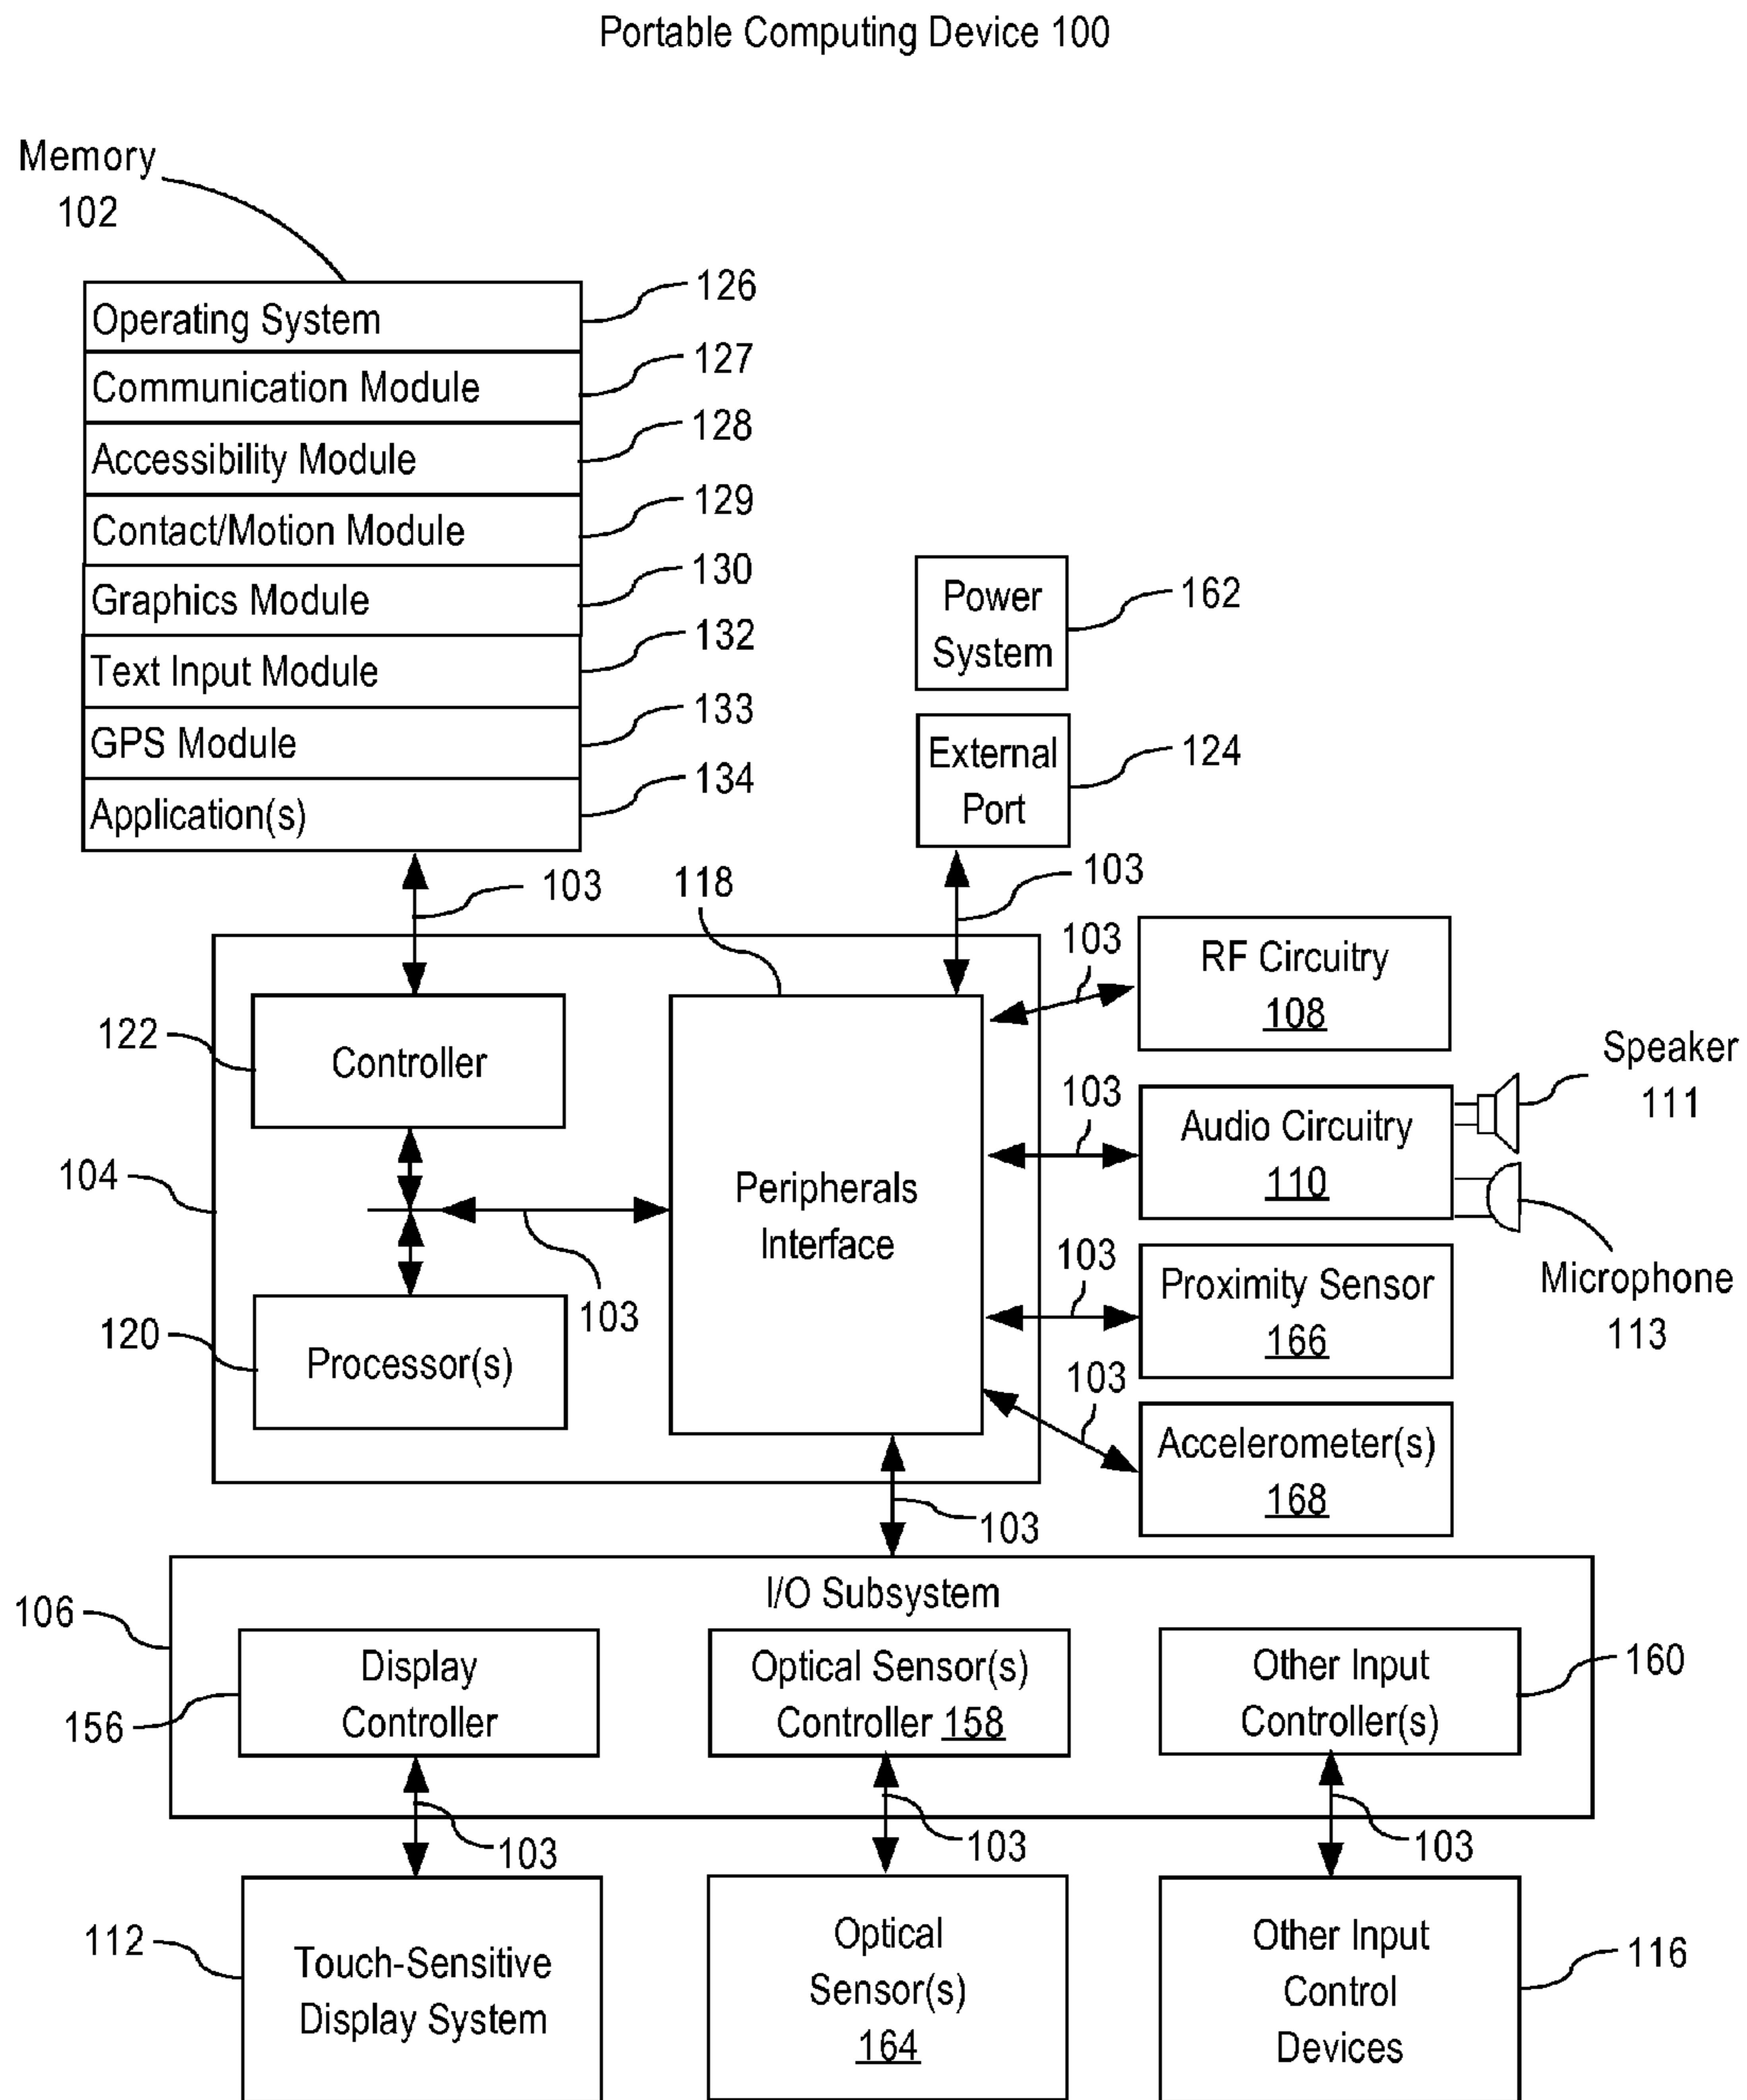 Portable Computing Device 100
Memory
102
Operating System
126
Communication Module
127
Accessibility Module
128
Contact/Motion Module
129
Graphics Module
130
Text Input Module
132
GPS Module
133
Application(s)
134
Power
System
162
External
Port
124
103
118
103
103
RF Circuitry
108
122
Controller
Speaker
111
103
Audio Circuitry
110
104
Peripherals
Interface
103
103
Proximity Sensor
166
Microphone
113
120
Processor(s)
103
Accelerometer(s)
168
103
I/O Subsystem
106
Display
Controller
156
Optical Sensor(s)
Controller 158
Other Input
Controller(s)
160
103
103
103
112
Touch-Sensitive
Display System
Optical
Sensor(s)
164
Other Input
Control
Devices
116